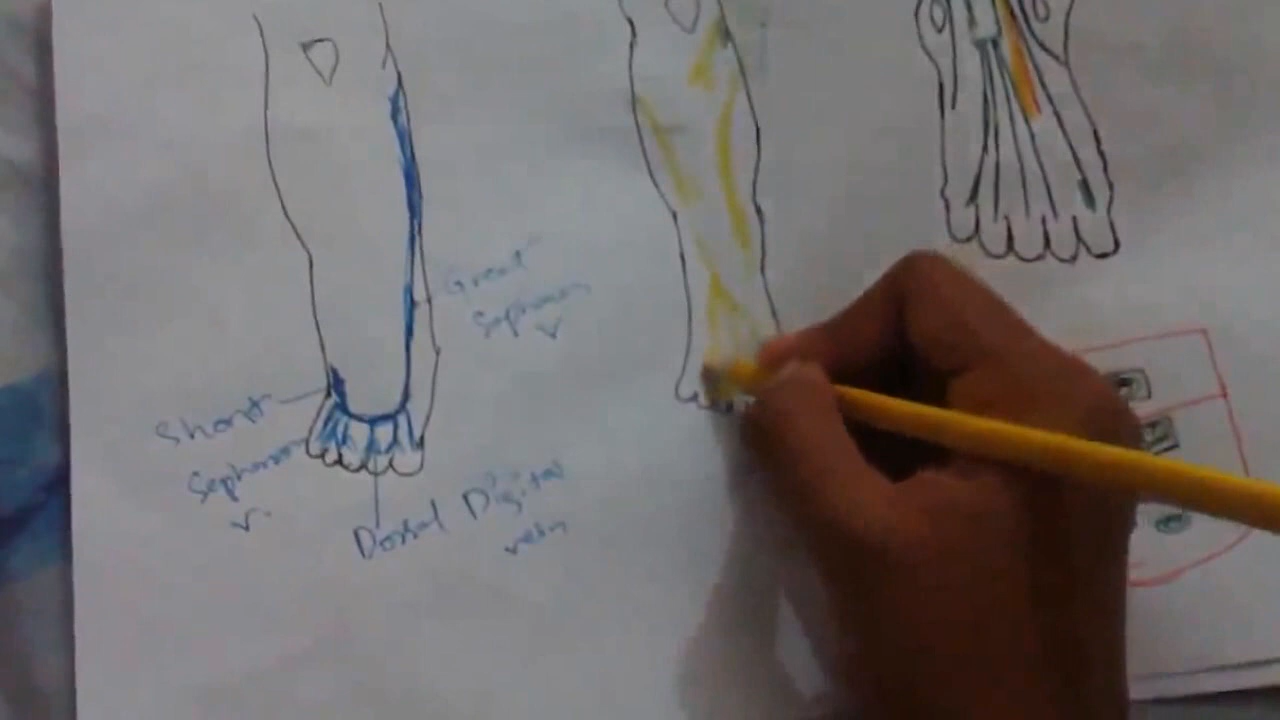 Great
Saphenous
V
Short
Saphenous
V.
Dorsal Digital
vein